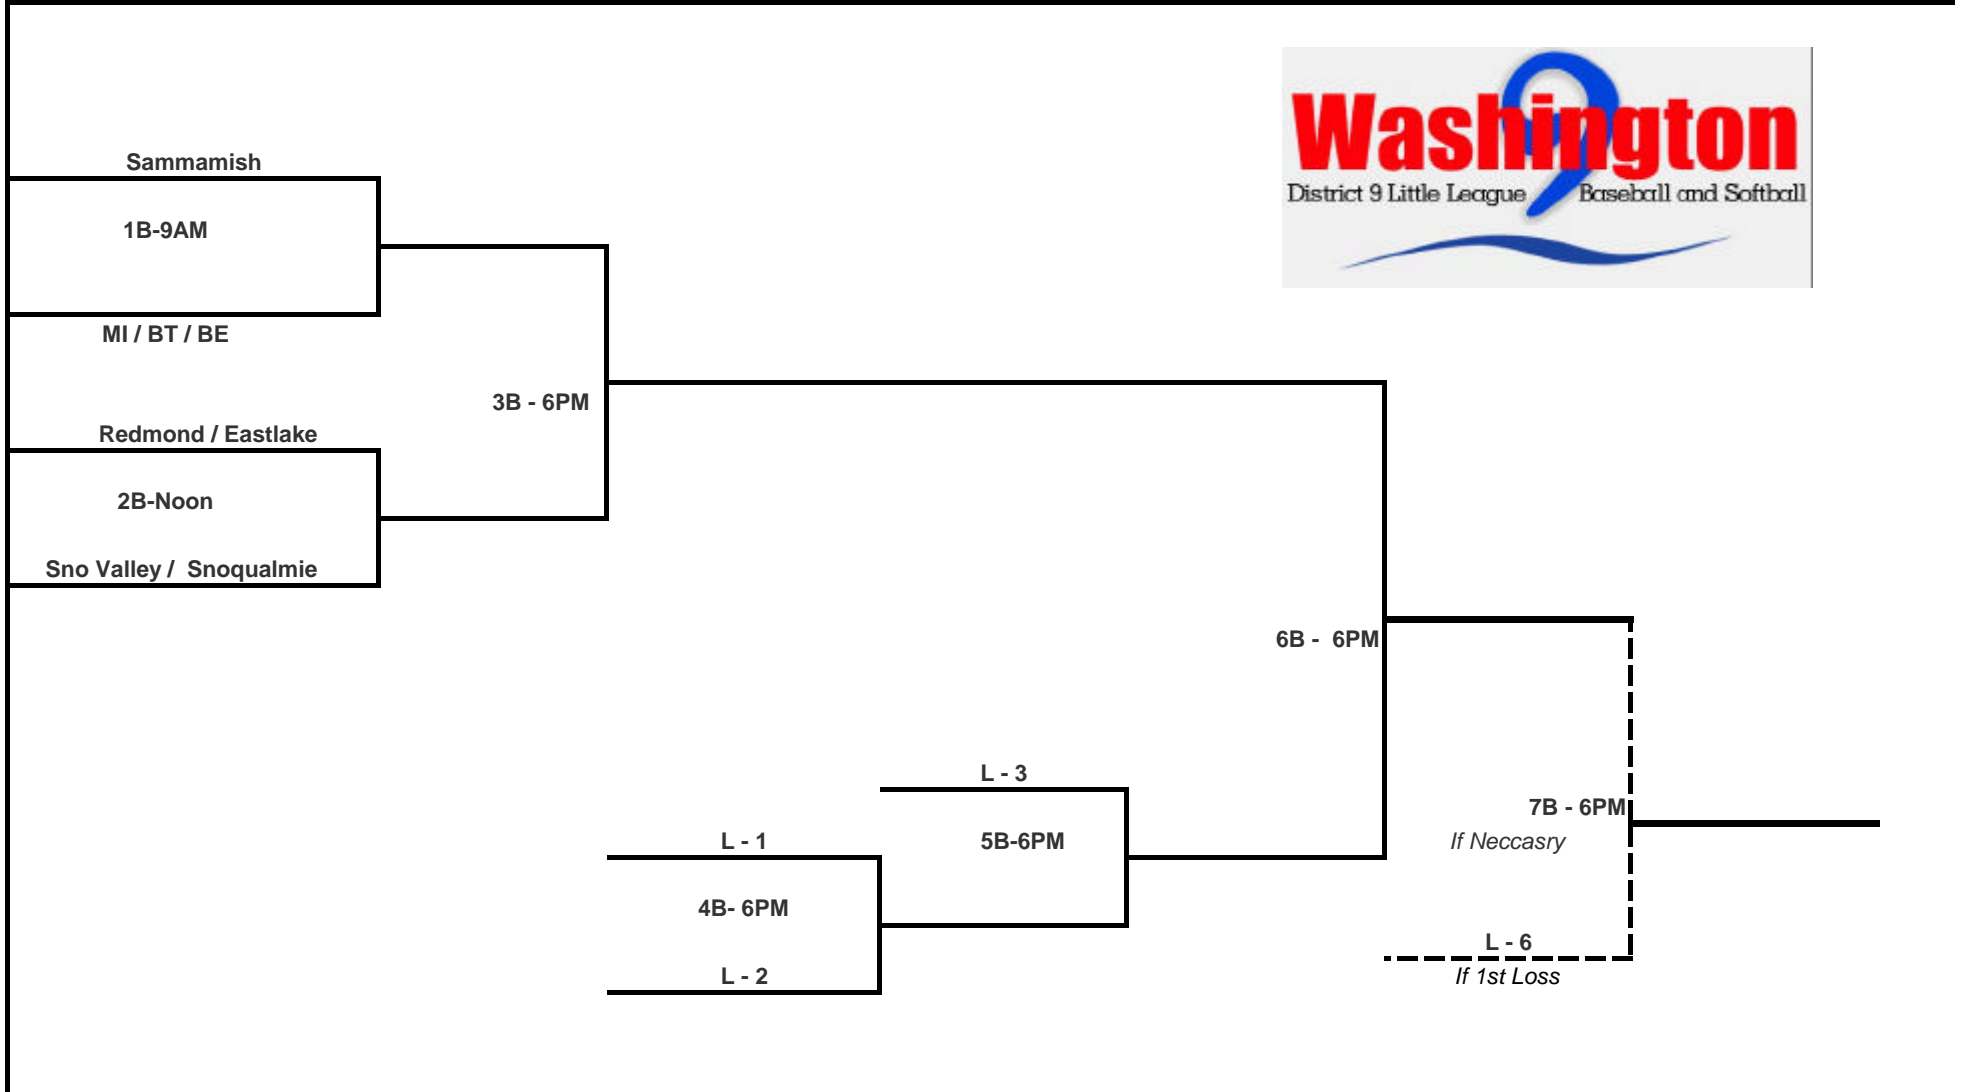 Washington
9
District 9 Little League Baseball and Softball
Sammamish
1B-9AM
MI / BT / BE
3B - 6PM
Redmond / Eastlake
2B-Noon
Sno Valley /  Snoqualmie
6B -  6PM
L - 3
7B - 6PM
L - 1
5B-6PM
If Neccasry
4B- 6PM
L - 6
L - 2
If 1st Loss